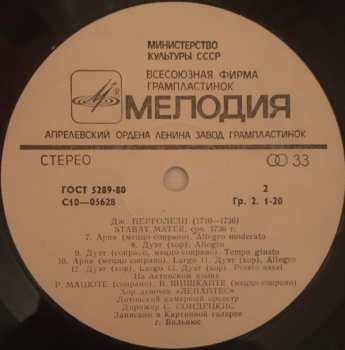 МИНИСТЕРСТВО
КУЛЬТУРЫ СССР
ВСЕСОЮЗНАЯ ФИРМА
ГРАМПЛАСТИНОК
МЕЛОДИЯ
АПРЕЛЕВСКИЙ ОРДЕНА ЛЕНИНА ЗАВОД ГРАМПЛАСТИНОК
СТЕРЕО 33
ГОСТ 5289-80 2
С10—05628 Гр. 2. 1-20
Дж. ПЕРГОЛЕЗИ (1710—1736)
STABAT MATER, соч. 1736 г.
7. Ария (меццо-сопрано). Allegro moderato
8. Дуэт (хор). Allegro
9. Дуэт (сопрано, меццо-сопрано) Tempo giusto
10. Ария (меццо-сопрано). Largo 11. Дуэт (хор). Allegro
12. Дуэт (хор). Largo 13. Дуэт (хор). Presto assai
На латинском языке
Р. МАЦЮТЕ (сопрано), Б. (меццо-сопрано)
Хор девочек «ЛЕПАЙТЕС»
Литовский камерный оркестр
Дирижер С. СОНДЕЦКИС
Записано в Картинной галерее
г. Вильнюс